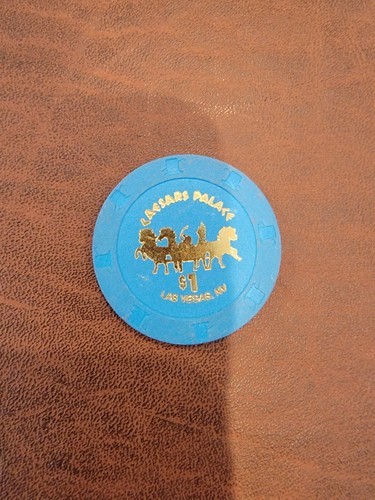 CAESARS PALACE
$1
LAS VEGAS, NV